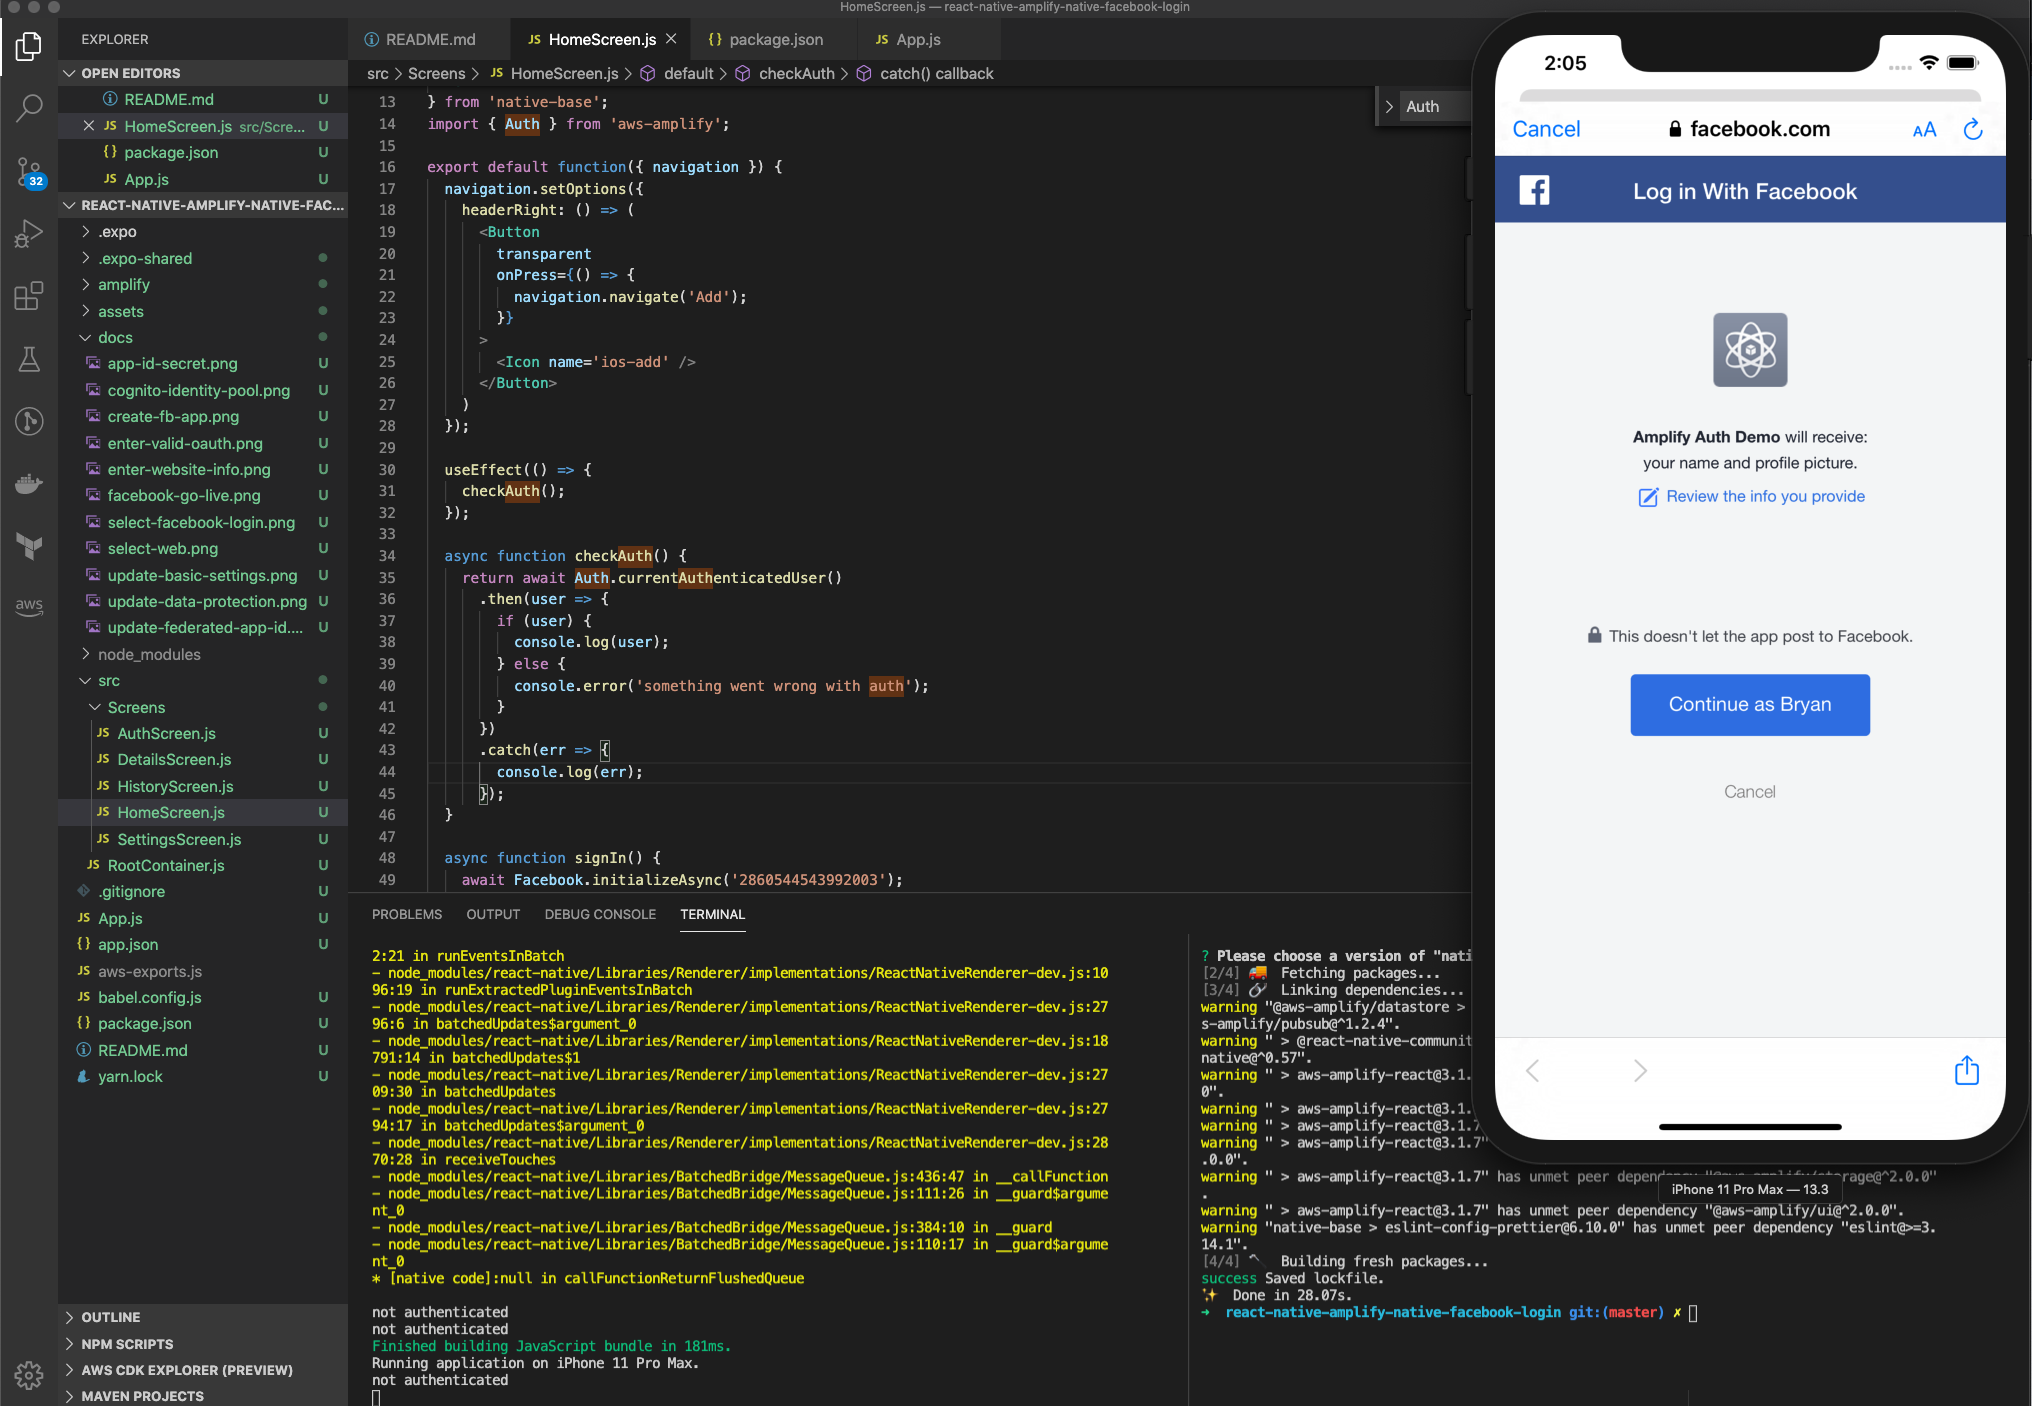 HomeScreen.js — react-native-amplify-native-facebook-login
EXPLORER
OPEN EDITORS
README.md U
HomeScreen.js src/Scre... U
package.json U
App.js U
REACT-NATIVE-AMPLIFY-NATIVE-FAC...
.expo
.expo-shared
amplify
assets
docs
app-id-secret.png U
cognito-identity-pool.png U
create-fb-app.png U
enter-valid-oauth.png U
enter-website-info.png U
facebook-go-live.png U
select-facebook-login.png U
select-web.png U
update-basic-settings.png U
update-data-protection.png U
update-federated-app-id.... U
node_modules
src
Screens
AuthScreen.js U
DetailsScreen.js U
HistoryScreen.js U
HomeScreen.js U
SettingsScreen.js U
RootContainer.js U
.gitignore U
App.js U
app.json U
aws-exports.js
babel.config.js U
package.json U
README.md U
yarn.lock U
OUTLINE
NPM SCRIPTS
AWS CDK EXPLORER (PREVIEW)
MAVEN PROJECTS
32
aws
README.md
JS HomeScreen.js
{} package.json
JS App.js
src > Screens > JS HomeScreen.js > default > checkAuth > catch() callback
Auth
13 } from 'native-base';
14 import { Auth } from 'aws-amplify';
15
16 export default function({ navigation }) {
17 navigation.setOptions({
18 headerRight: () => (
19 <Button
20 transparent
21 onPress={() => {
22 navigation.navigate('Add');
23 }}
24 >
25 <Icon name='ios-add' />
26 </Button>
27 )
28 });
29
30 useEffect(() => {
31 checkAuth();
32 });
33
34 async function checkAuth() {
35 return await Auth.currentAuthenticatedUser()
36 .then(user => {
37 if (user) {
38 console.log(user);
39 } else {
40 console.error('something went wrong with auth');
41 }
42 })
43 .catch(err => {
44 console.log(err);
45 });
46 }
47
48 async function signIn() {
49 await Facebook.initializeAsync('2860544543992003');
PROBLEMS OUTPUT DEBUG CONSOLE TERMINAL
2:21 in runEventsInBatch
- node_modules/react-native/Libraries/Renderer/implementations/ReactNativeRenderer-dev.js:10
96:19 in runExtractedPluginEventsInBatch
- node_modules/react-native/Libraries/Renderer/implementations/ReactNativeRenderer-dev.js:27
96:6 in batchedUpdates$argument_0
- node_modules/react-native/Libraries/Renderer/implementations/ReactNativeRenderer-dev.js:18
791:14 in batchedUpdates$1
- node_modules/react-native/Libraries/Renderer/implementations/ReactNativeRenderer-dev.js:27
09:30 in batchedUpdates
- node_modules/react-native/Libraries/Renderer/implementations/ReactNativeRenderer-dev.js:27
94:17 in batchedUpdates$argument_0
- node_modules/react-native/Libraries/Renderer/implementations/ReactNativeRenderer-dev.js:28
70:28 in receiveTouches
- node_modules/react-native/Libraries/BatchedBridge/MessageQueue.js:436:47 in __callFunction
- node_modules/react-native/Libraries/BatchedBridge/MessageQueue.js:111:26 in __guard$argume
nt_0
- node_modules/react-native/Libraries/BatchedBridge/MessageQueue.js:384:10 in __guard
- node_modules/react-native/Libraries/BatchedBridge/MessageQueue.js:110:17 in __guard$argume
nt_0
* [native code]:null in callFunctionReturnFlushedQueue
not authenticated
not authenticated
Finished building JavaScript bundle in 181ms.
Running application on iPhone 11 Pro Max.
not authenticated
? Please choose a version of "nati
[2/4] Fetching packages...
[3/4] Linking dependencies...
warning "@aws-amplify/datastore >
s-amplify/pubsub@^1.2.4".
warning " > @react-native-communit
native@^0.57".
warning " > aws-amplify-react@3.1.
0".
warning " > aws-amplify-react@3.1.
warning " > aws-amplify-react@3.1.7
warning " > aws-amplify-react@3.1.7"
.0.0".
warning " > aws-amplify-react@3.1.7" has unmet peer dependency "@aws-amplify/storage@^2.0.0"
.
warning " > aws-amplify-react@3.1.7" has unmet peer dependency "@aws-amplify/ui@^2.0.0".
warning "native-base > eslint-config-prettier@6.10.0" has unmet peer dependency "eslint@>=3.
14.1".
[4/4] Building fresh packages...
success Saved lockfile.
Done in 28.07s.
→ react-native-amplify-native-facebook-login git:(master) ✗
2:05
Cancel facebook.com AA
Log in With Facebook
Amplify Auth Demo will receive:
your name and profile picture.
Review the info you provide
This doesn't let the app post to Facebook.
Continue as Bryan
Cancel
iPhone 11 Pro Max — 13.3